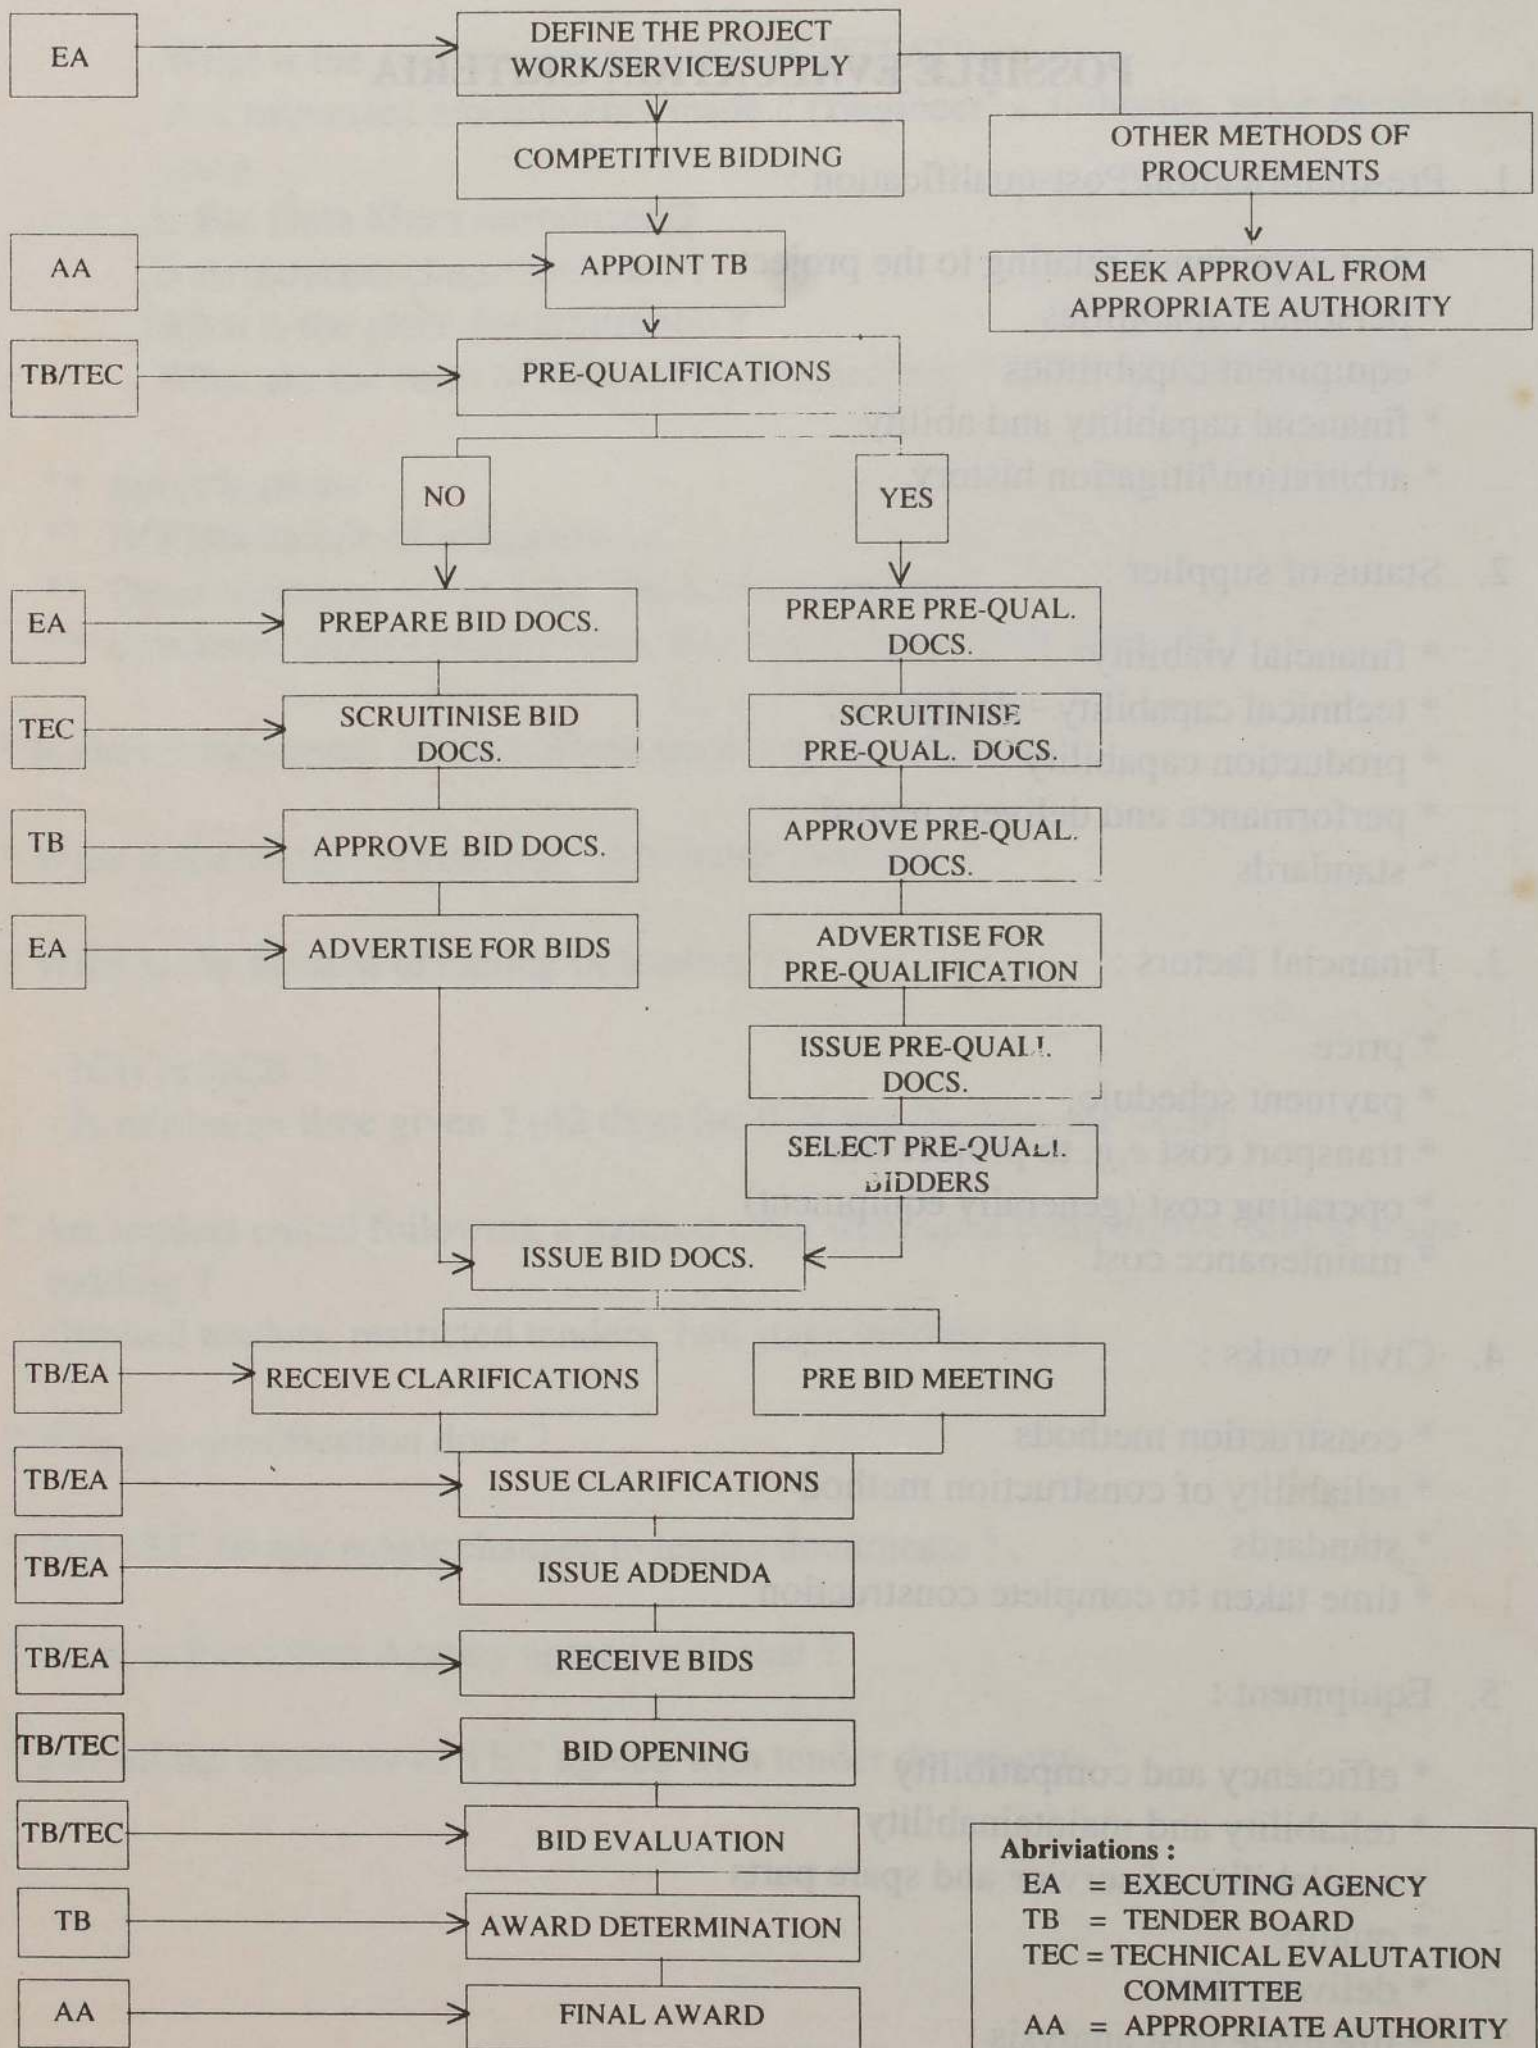 EA
DEFINE THE PROJECT
WORK/SERVICE/SUPPLY
COMPETITIVE BIDDING
OTHER METHODS OF
PROCUREMENTS
AA
APPOINT TB
SEEK APPROVAL FROM
APPROPRIATE AUTHORITY
TB/TEC
PRE-QUALIFICATIONS
NO
YES
EA
PREPARE BID DOCS.
PREPARE PRE-QUAL.
DOCS.
TEC
SCRUITINISE BID
DOCS.
SCRUITINISE
PRE-QUAL. DOCS.
TB
APPROVE BID DOCS.
APPROVE PRE-QUAL.
DOCS.
EA
ADVERTISE FOR BIDS
ADVERTISE FOR
PRE-QUALIFICATION
ISSUE PRE-QUALI.
DOCS.
SELECT PRE-QUALI.
BIDDERS
ISSUE BID DOCS.
TB/EA
RECEIVE CLARIFICATIONS
PRE BID MEETING
TB/EA
ISSUE CLARIFICATIONS
TB/EA
ISSUE ADDENDA
TB/EA
RECEIVE BIDS
TB/TEC
BID OPENING
TB/TEC
BID EVALUATION
TB
AWARD DETERMINATION
AA
FINAL AWARD
Abriviations :
EA = EXECUTING AGENCY
TB = TENDER BOARD
TEC = TECHNICAL EVALUTATION
COMMITTEE
AA = APPROPRIATE AUTHORITY